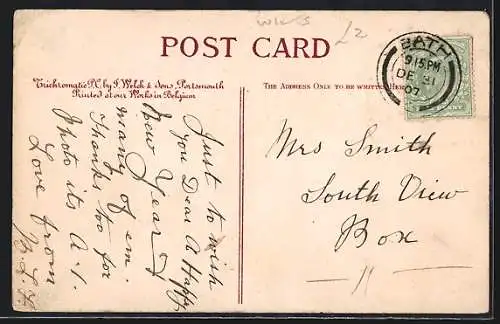 WILTS
£2
POST CARD
Trichromatic P.C. by J. Welch & Sons, Portsmouth
Printed at our Works in Belgium
THE ADDRESS ONLY TO BE WRITTEN HERE
BATH
9 15 PM
DE 31
07
Just to wish
you Dear A Happy
New Year &
many of em.
Thanks too for
Photo its A.1.
Love from
Mrs Smith
South View
Box